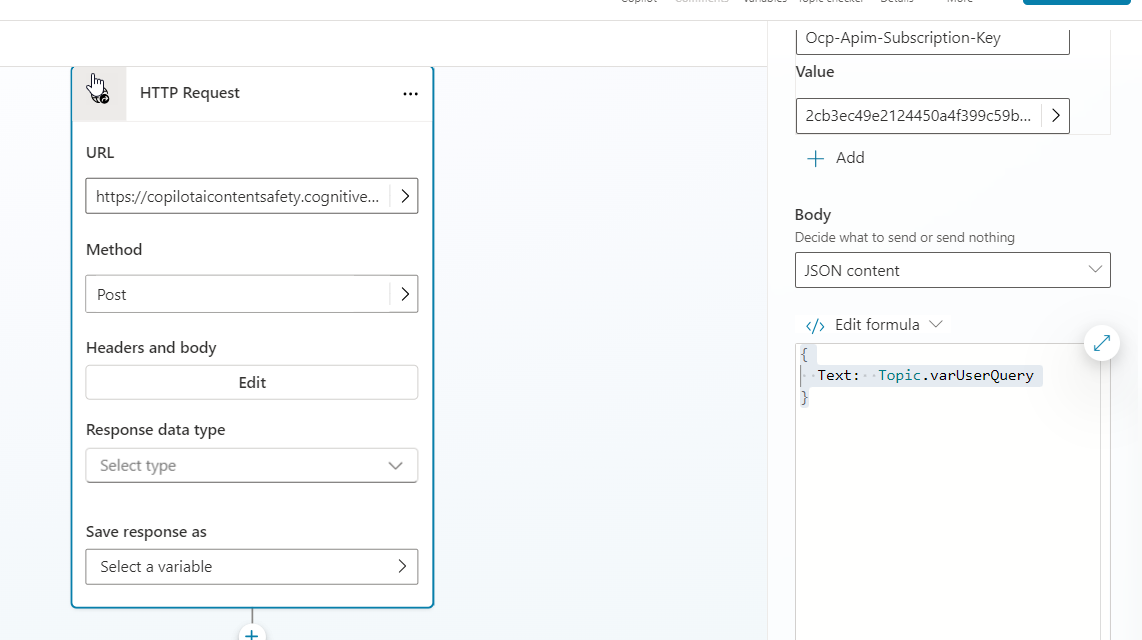 Copilot Comments Variables Topic checker Details More
HTTP Request
URL
https://copilotaicontentsafety.cognitive...
Method
Post
Headers and body
Edit
Response data type
Select type
Save response as
Select a variable
Ocp-Apim-Subscription-Key
Value
2cb3ec49e2124450a4f399c59b...
Add
Body
Decide what to send or send nothing
JSON content
</> Edit formula
{
Text: Topic.varUserQuery
}